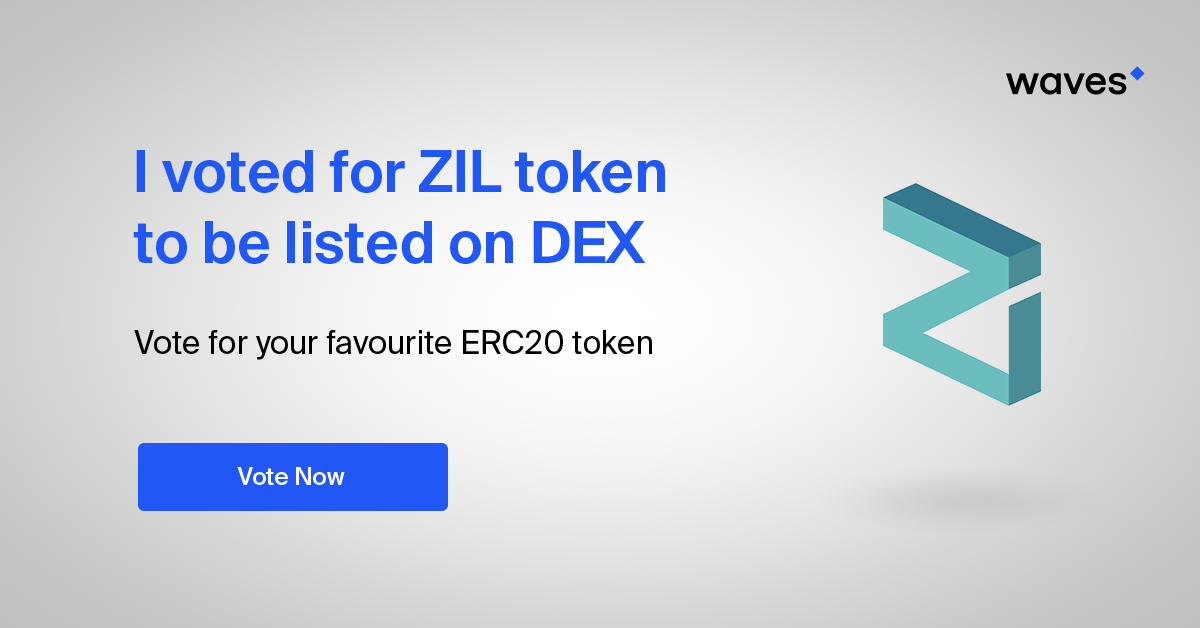 waves
I voted for ZIL token
to be listed on DEX
Vote for your favourite ERC20 token
Vote Now